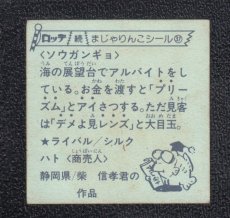 ロッテ 続 まじゃりんこシール 57
〈ソウガンギョ〉
海の展望台でアルバイトをし
ている。お金を渡すと「プリー
ズム」とアイさつする。ただ見客
は「デメよ見レンズ」と大目玉。
★ライバル／シルク
ハト〈商売人〉
静岡県／柴 信孝君の
作品